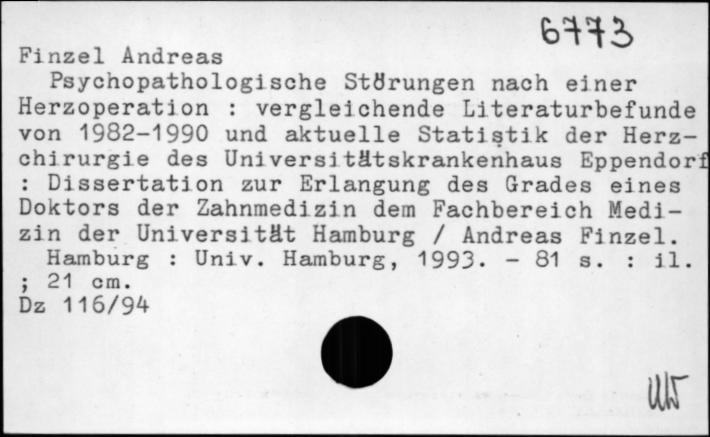 6773
Finzel Andreas
Psychopathologische Störungen nach einer
Herzoperation : vergleichende Literaturbefunde
von 1982-1990 und aktuelle Statistik der Herz-
chirurgie des Universitätskrankenhaus Eppendorf
: Dissertation zur Erlangung des Grades eines
Doktors der Zahnmedizin dem Fachbereich Medi-
zin der Universität Hamburg / Andreas Finzel.
Hamburg : Univ. Hamburg, 1993. - 81 s. : il.
; 21 cm.
Dz 116/94